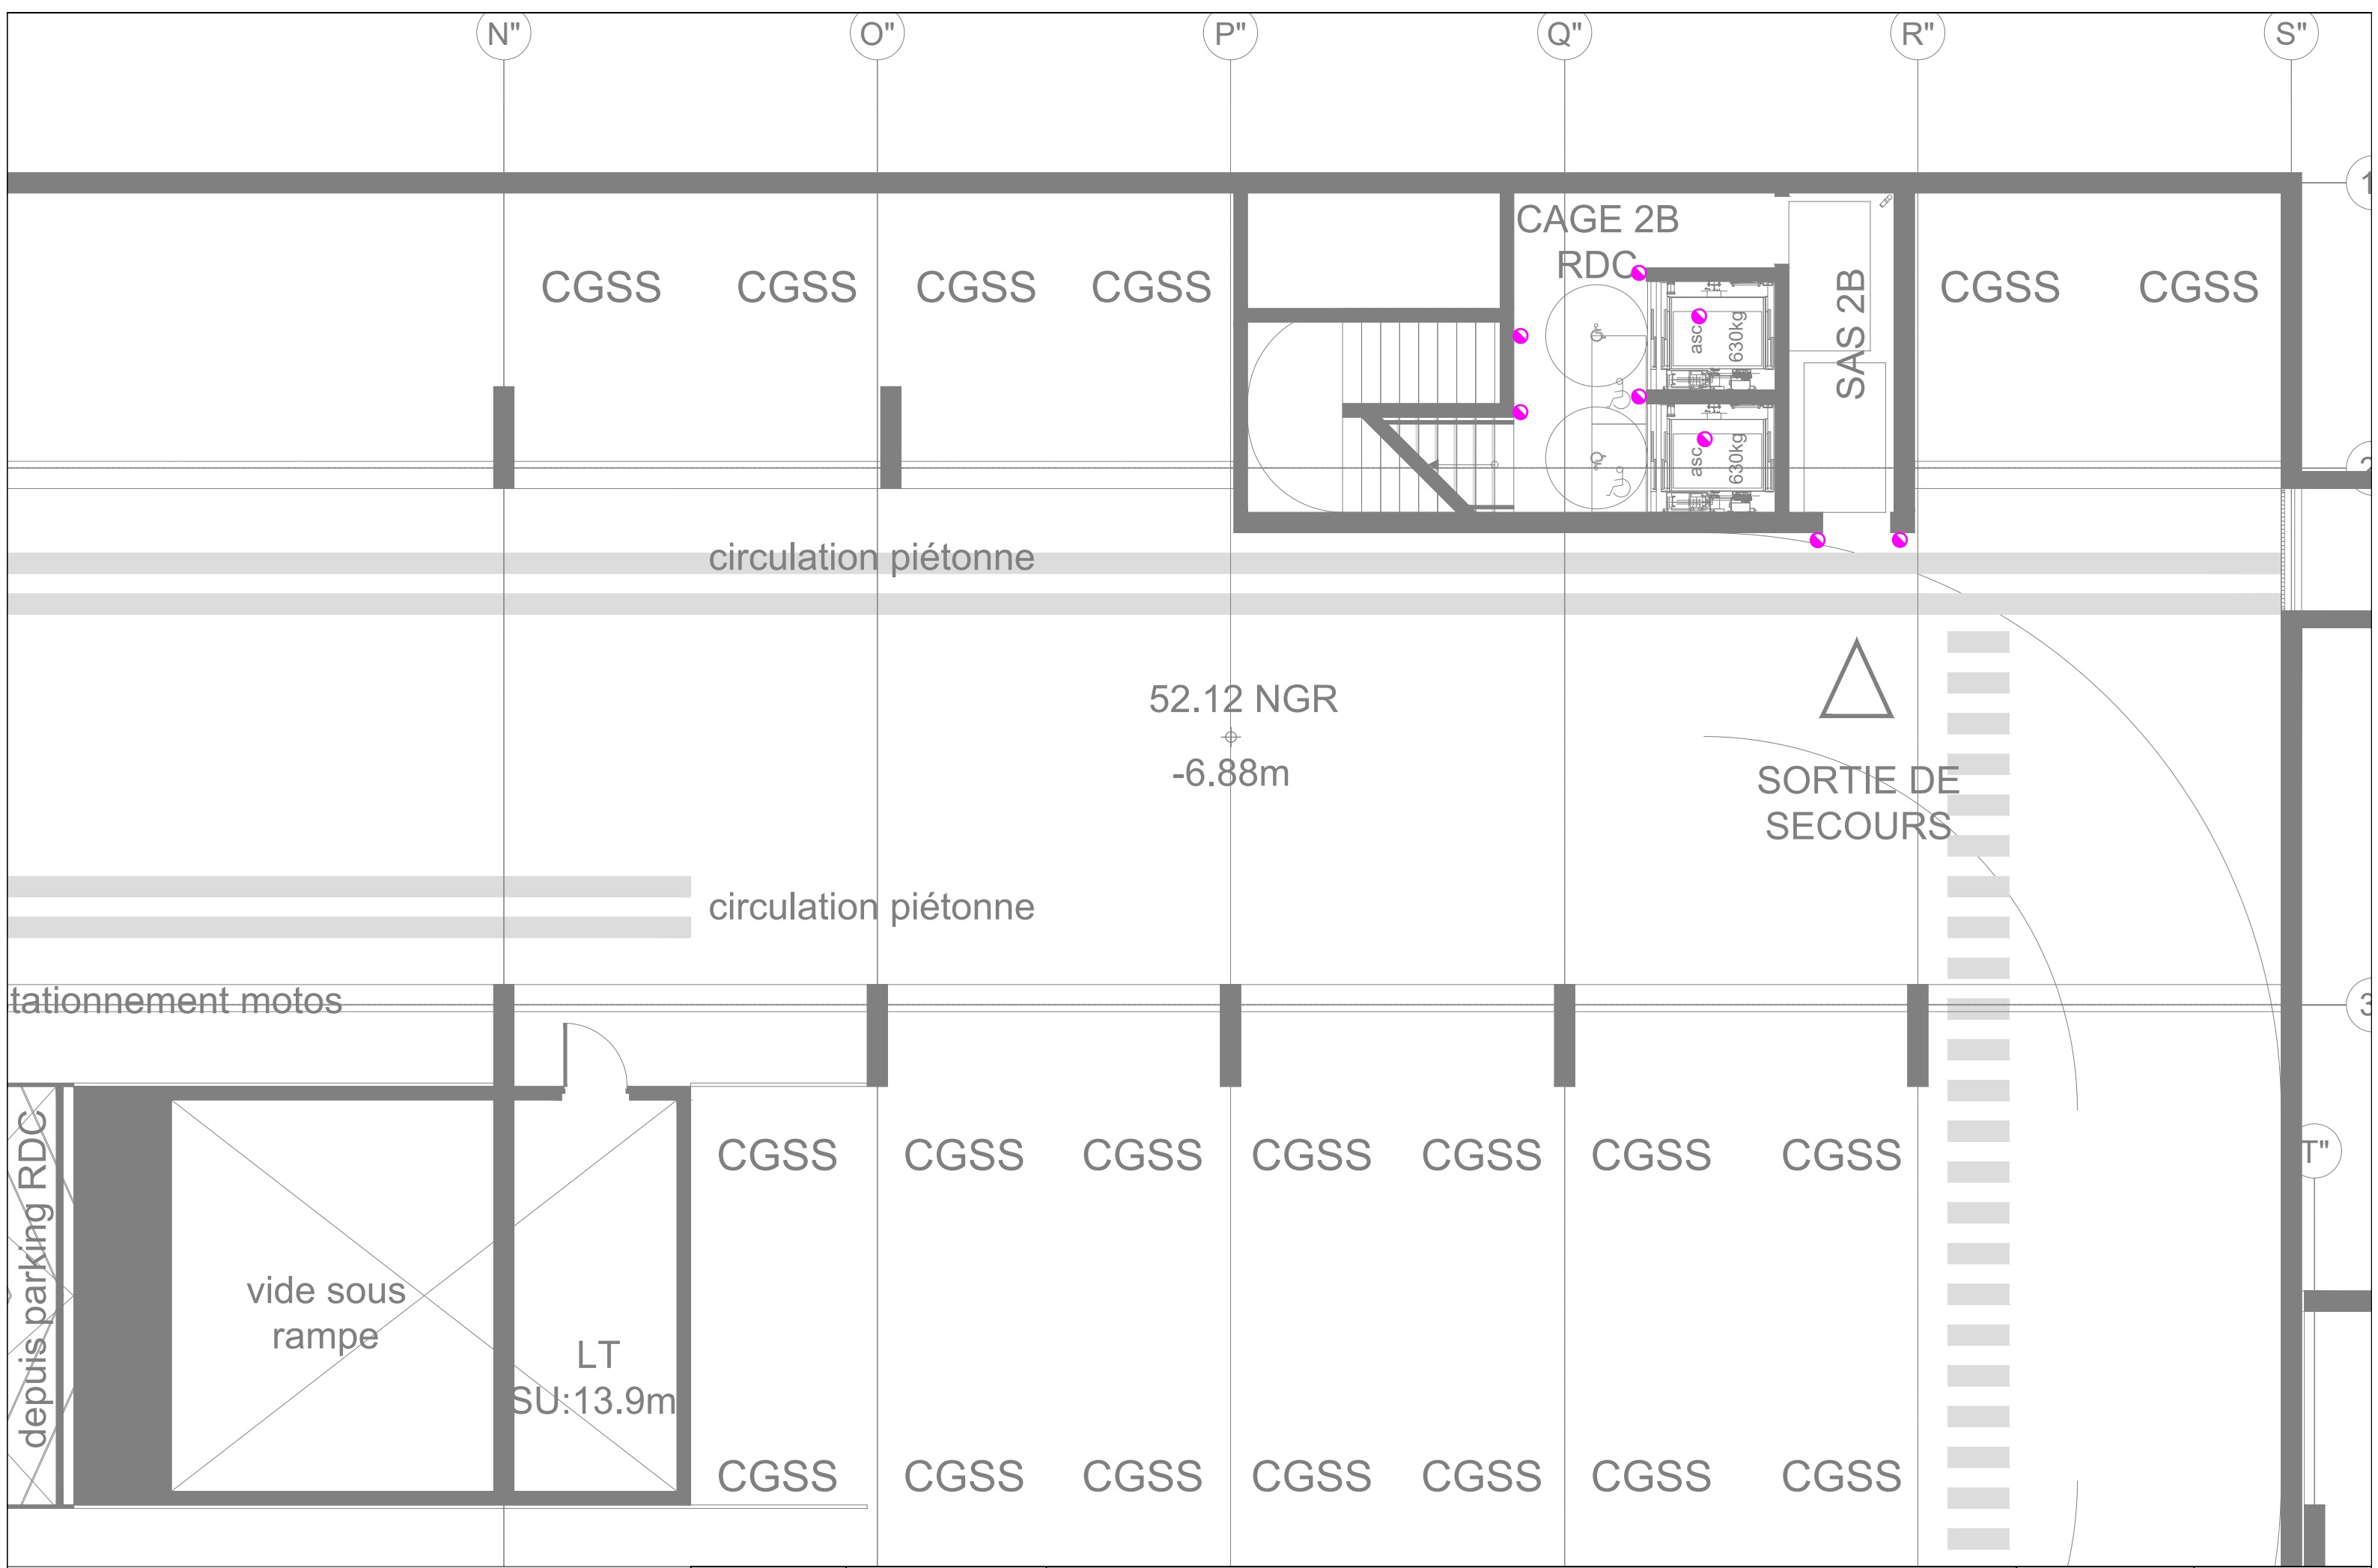 N" O" P" Q" R" S"
CAGE 2B
RDC
CGSS CGSS CGSS CGSS CGSS CGSS
SAS 2B
asc 630kg
asc 630kg
circulation piétonne
52.12 NGR
-6.88m
SORTIE DE
SECOURS
circulation piétonne
tationnement motos
3
T"
depuis parking RDC
CGSS CGSS CGSS CGSS CGSS CGSS CGSS
vide sous
rampe
LT
SU:13.9m
CGSS CGSS CGSS CGSS CGSS CGSS CGSS